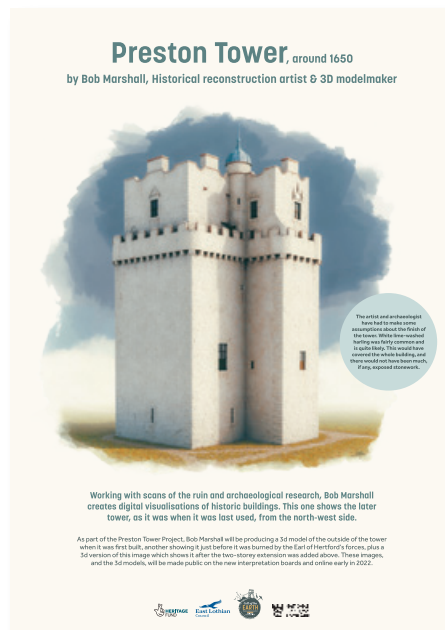 Preston Tower, around 1650
by Bob Marshall, Historical reconstruction artist & 3D modelmaker
The artist and archaeologist
have had to make some
assumptions about the finish of
the tower. White lime-washed
harling was fairly common and
is quite likely. This would have
covered the whole building, and
there would not have been much,
if any, exposed stonework.
Working with scans of the ruin and archaeological research, Bob Marshall
creates digital visualisations of historic buildings. This one shows the later
tower, as it was when it was last used, from the north-west side.
As part of the Preston Tower Project, Bob Marshall will be producing a 3d model of the outside of the tower
when it was first built, another showing it just before it was burned by the Earl of Hertford's forces, plus a
3d version of this image which shows it after the two-storey extension was added above. These images,
and the 3d models, will be made public on the new interpretation boards and online early in 2022.
HERITAGE
FUND
East Lothian
Council
EARTH